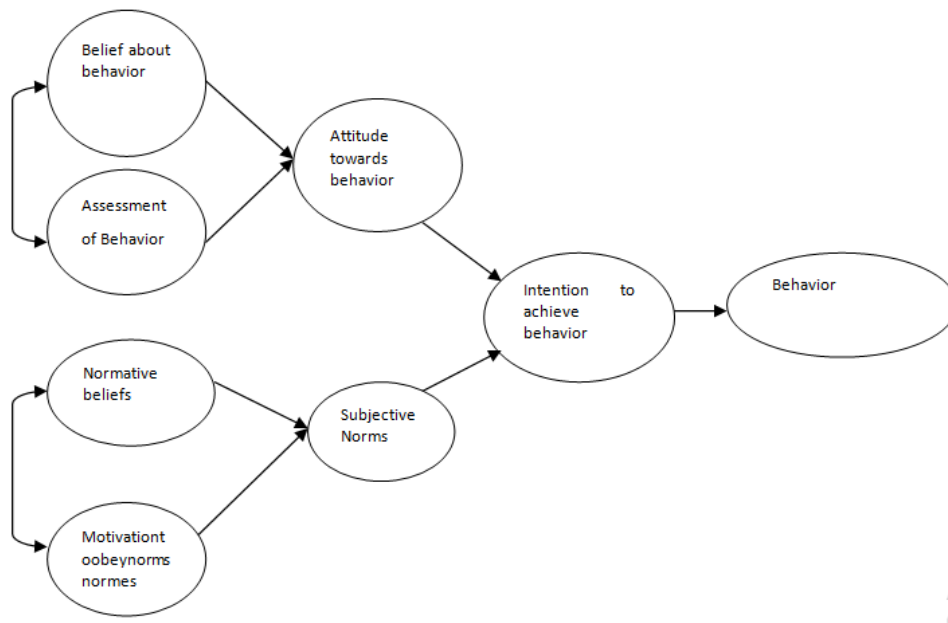 Belief about
behavior
Assessment
of Behavior
Attitude
towards
behavior
Intention to
achieve
behavior
Behavior
Normative
beliefs
Subjective
Norms
Motivationt
oobeynorms
normes